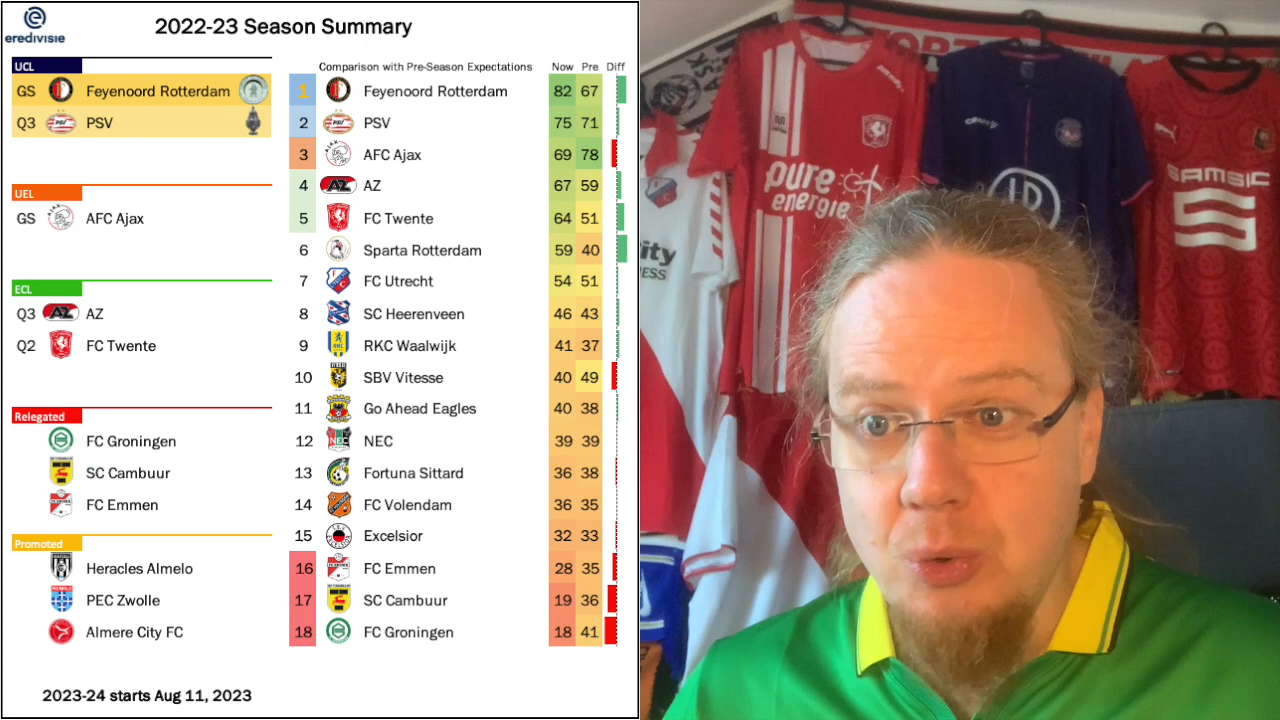 eredivisie
2022-23 Season Summary
UCL
GS Feyenoord Rotterdam
Q3 PSV
UEL
GS AFC Ajax
ECL
Q3 AZ
Q2 FC Twente
Relegated
FC Groningen
SC Cambuur
FC Emmen
Promoted
Heracles Almelo
PEC Zwolle
Almere City FC
2023-24 starts Aug 11, 2023
Comparison with Pre-Season Expectations Now Pre Diff
1 Feyenoord Rotterdam 82 67
2 PSV 75 71
3 AFC Ajax 69 78
4 AZ 67 59
5 FC Twente 64 51
6 Sparta Rotterdam 59 40
7 FC Utrecht 54 51
8 SC Heerenveen 46 43
9 RKC Waalwijk 41 37
10 SBV Vitesse 40 49
11 Go Ahead Eagles 40 38
12 NEC 39 39
13 Fortuna Sittard 36 38
14 FC Volendam 36 35
15 Excelsior 32 33
16 FC Emmen 28 35
17 SC Cambuur 19 36
18 FC Groningen 18 41
pure
energie
SAMSIC